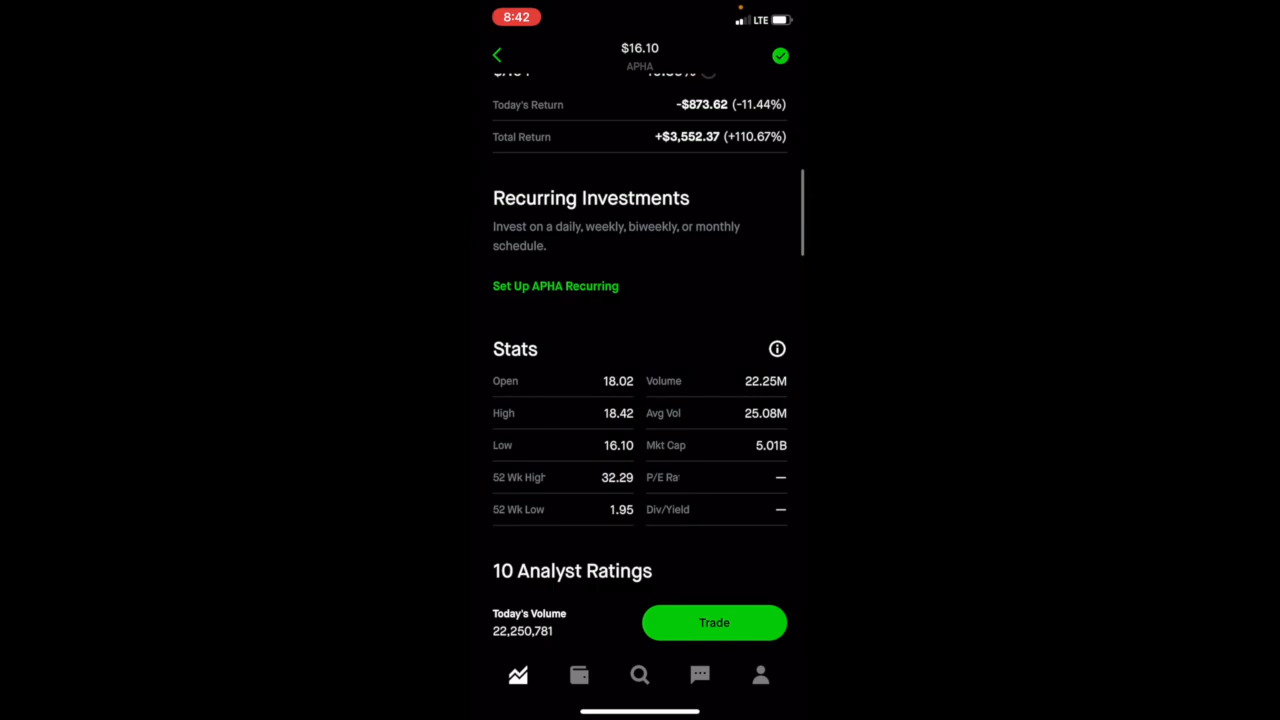 8:42
LTE
$16.10
APHA
Today's Return -$873.62 (-11.44%)
Total Return +$3,552.37 (+110.67%)
Recurring Investments
Invest on a daily, weekly, biweekly, or monthly
schedule.
Set Up APHA Recurring
Stats
Open 18.02 Volume 22.25M
High 18.42 Avg Vol 25.08M
Low 16.10 Mkt Cap 5.01B
52 Wk High 32.29 P/E Ra —
52 Wk Low 1.95 Div/Yield —
10 Analyst Ratings
Today's Volume
22,250,781
Trade